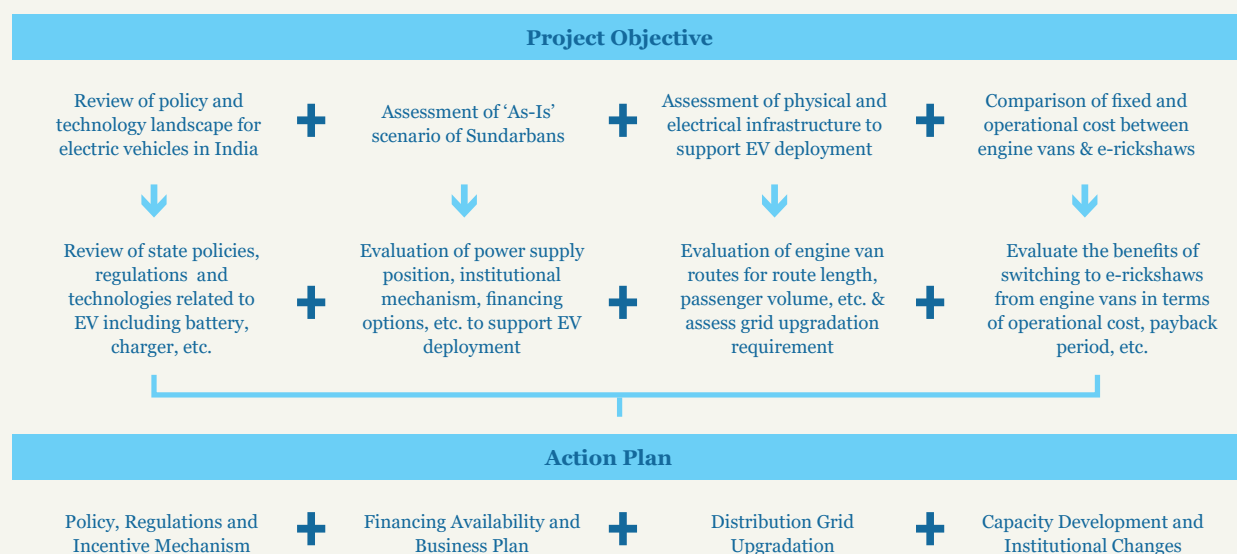 Project Objective
Review of policy and
technology landscape for
electric vehicles in India
Assessment of ‘As-Is’
scenario of Sundarbans
Assessment of physical and
electrical infrastructure to
support EV deployment
Comparison of fixed and
operational cost between
engine vans & e-rickshaws
Review of state policies,
regulations and
technologies related to
EV including battery,
charger, etc.
Evaluation of power supply
position, institutional
mechanism, financing
options, etc. to support EV
deployment
Evaluation of engine van
routes for route length,
passenger volume, etc. &
assess grid upgradation
requirement
Evaluate the benefits of
switching to e-rickshaws
from engine vans in terms
of operational cost, payback
period, etc.
Action Plan
Policy, Regulations and
Incentive Mechanism
Financing Availability and
Business Plan
Distribution Grid
Upgradation
Capacity Development and
Institutional Changes